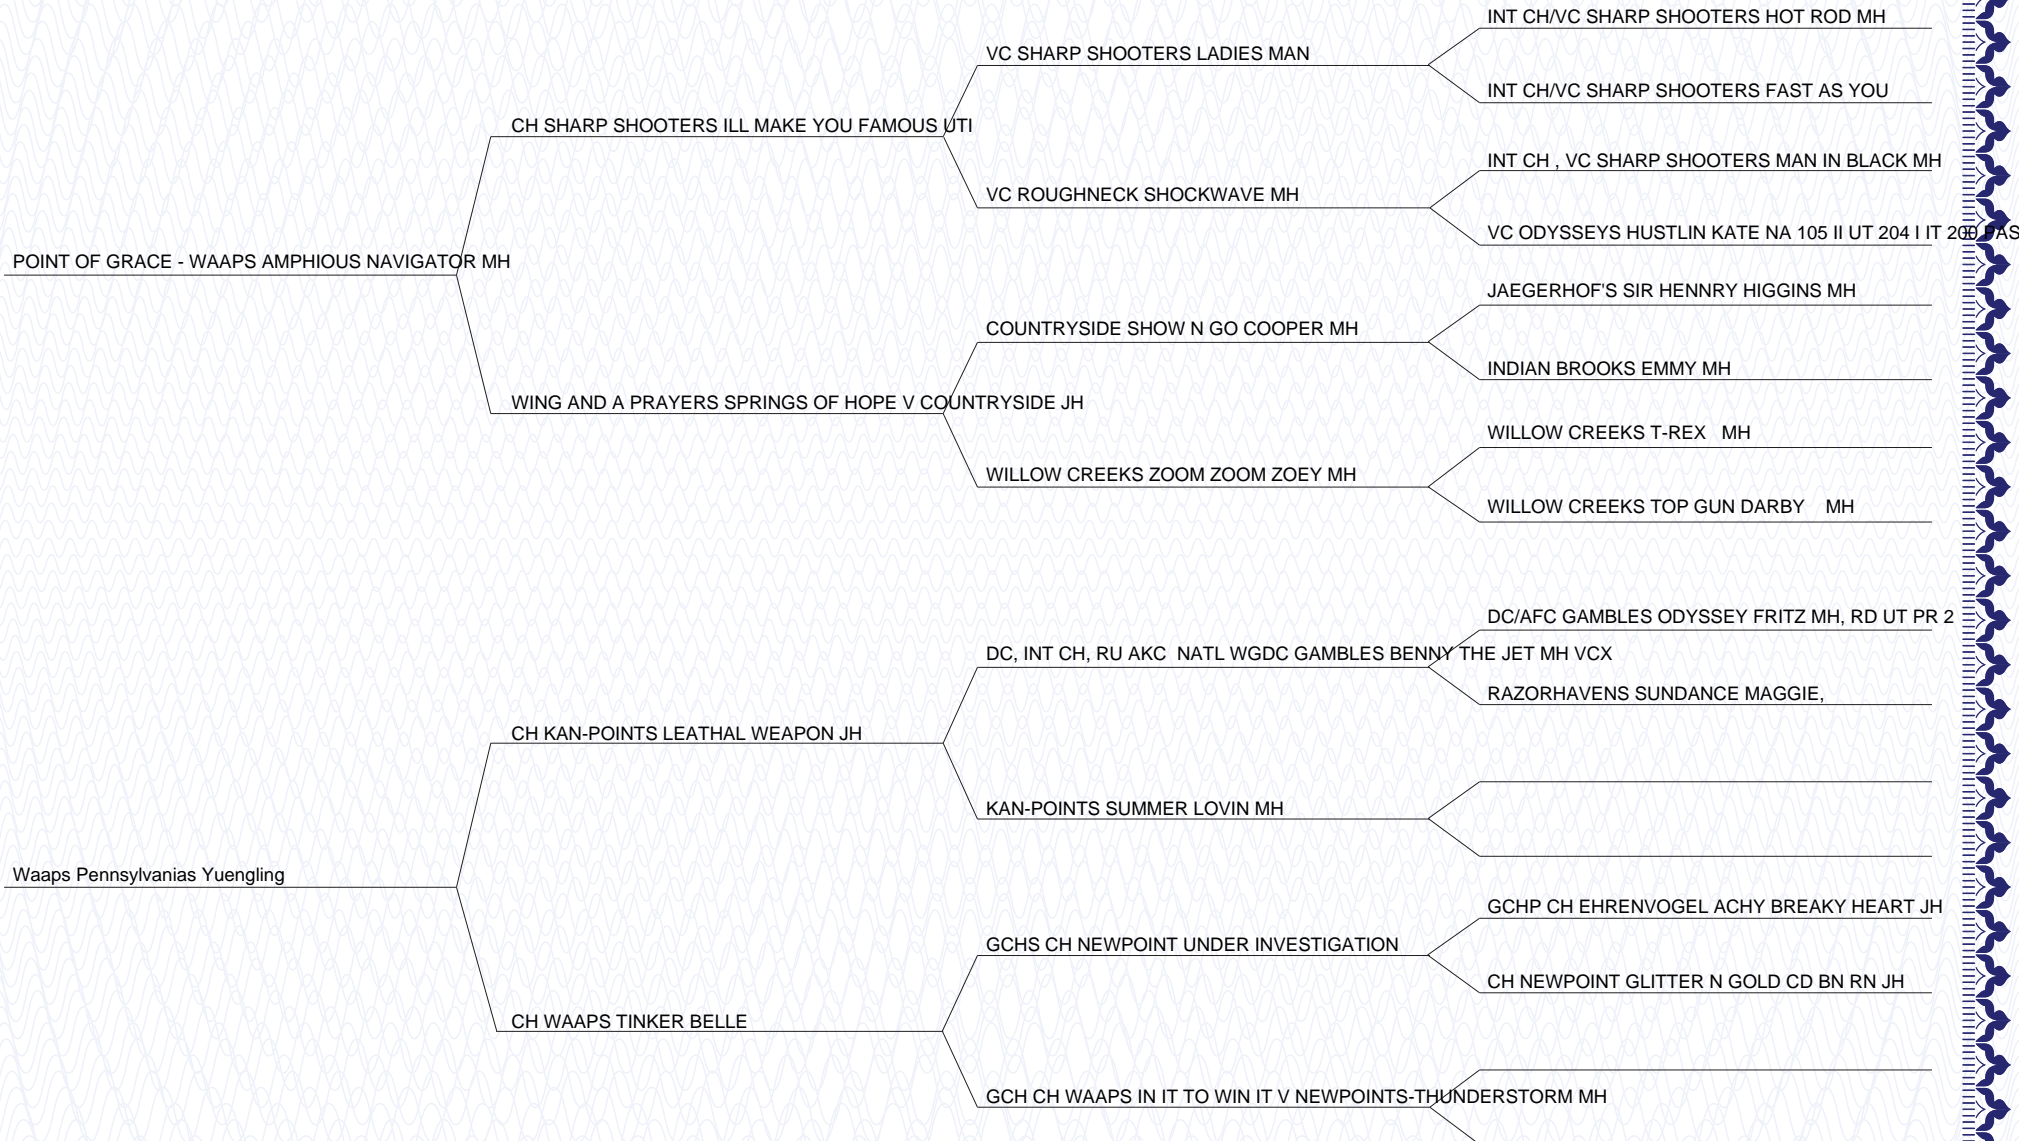 INT CH/VC SHARP SHOOTERS HOT ROD MH
VC SHARP SHOOTERS LADIES MAN
INT CH/VC SHARP SHOOTERS FAST AS YOU
CH SHARP SHOOTERS ILL MAKE YOU FAMOUS UTI
INT CH , VC SHARP SHOOTERS MAN IN BLACK MH
VC ROUGHNECK SHOCKWAVE MH
VC ODYSSEYS HUSTLIN KATE NA 105 II UT 204 I IT 200 PAS
POINT OF GRACE - WAAPS AMPHIOUS NAVIGATOR MH
JAEGERHOF'S SIR HENNRY HIGGINS MH
COUNTRYSIDE SHOW N GO COOPER MH
INDIAN BROOKS EMMY MH
WING AND A PRAYERS SPRINGS OF HOPE V COUNTRYSIDE JH
WILLOW CREEKS T-REX MH
WILLOW CREEKS ZOOM ZOOM ZOEY MH
WILLOW CREEKS TOP GUN DARBY MH
DC/AFC GAMBLES ODYSSEY FRITZ MH, RD UT PR 2
DC, INT CH, RU AKC NATL WGDC GAMBLES BENNY THE JET MH VCX
RAZORHAVENS SUNDANCE MAGGIE,
CH KAN-POINTS LEATHAL WEAPON JH
KAN-POINTS SUMMER LOVIN MH
Waaps Pennsylvanias Yuengling
GCHP CH EHRENVOGEL ACHY BREAKY HEART JH
GCHS CH NEWPOINT UNDER INVESTIGATION
CH NEWPOINT GLITTER N GOLD CD BN RN JH
CH WAAPS TINKER BELLE
GCH CH WAAPS IN IT TO WIN IT V NEWPOINTS-THUNDERSTORM MH